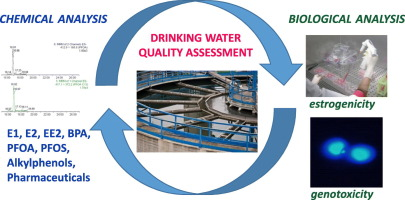 CHEMICAL ANALYSIS
DRINKING WATER
QUALITY ASSESSMENT
BIOLOGICAL ANALYSIS
estrogenicity
E1, E2, EE2, BPA,
PFOA, PFOS,
Alkylphenols,
Pharmaceuticals
genotoxicity